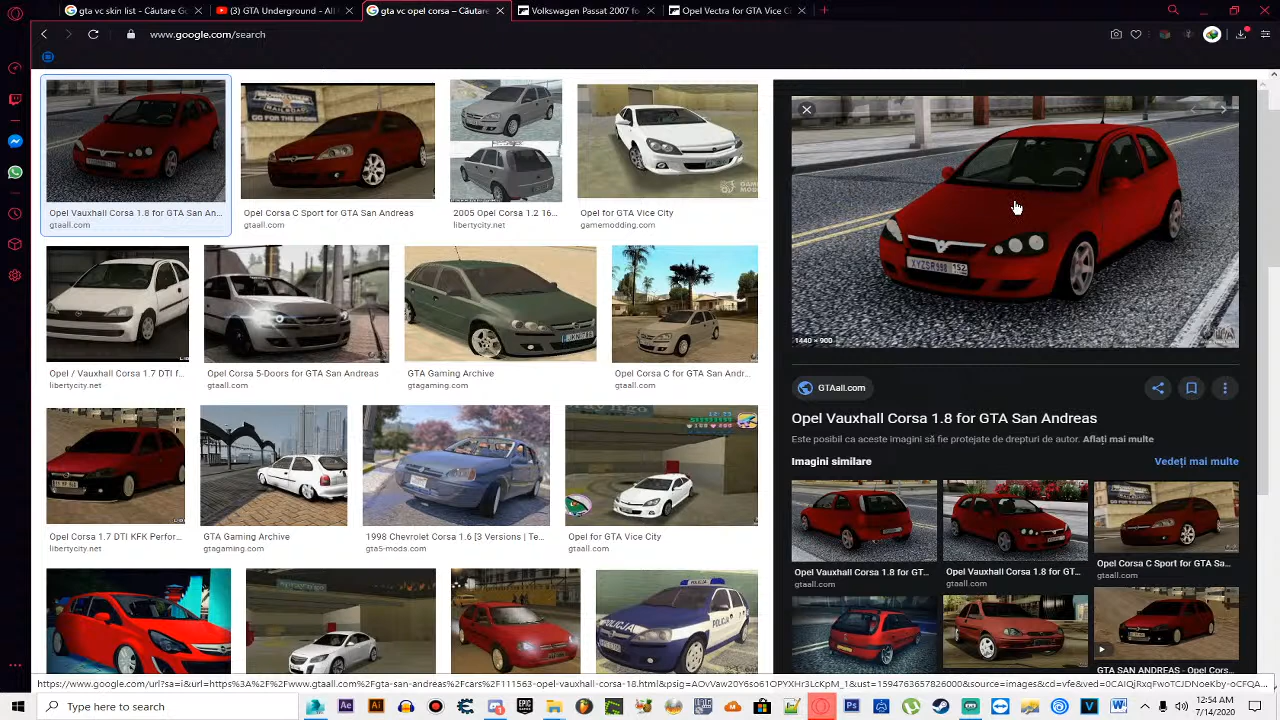 gta vc skin list - Căutare G
(3) GTA Underground - All
gta vc opel corsa – Căutare
Volkswagen Passat 2007 fo
Opel Vectra for GTA Vice C
www.google.com/search
GO FOR THE
Opel Vauxhall Corsa 1.8 for GTA San An...
gtaall.com
Opel Corsa C Sport for GTA San Andreas
gtaall.com
2005 Opel Corsa 1.2 16...
libertycity.net
Opel for GTA Vice City
gamemodding.com
Opel / Vauxhall Corsa 1.7 DTI f...
libertycity.net
Opel Corsa 5-Doors for GTA San Andreas
gtaall.com
GTA Gaming Archive
gtagaming.com
Opel Corsa C for GTA San Andr...
gtaall.com
Opel Corsa 1.7 DTI KFK Perfor...
libertycity.net
GTA Gaming Archive
gtagaming.com
1998 Chevrolet Corsa 1.6 [3 Versions | Te...
gta5-mods.com
Opel for GTA Vice City
gtaall.com
POLICJA
POLICJA
XYZSR998 152
1440 × 900
GTAall.com
Opel Vauxhall Corsa 1.8 for GTA San Andreas
Este posibil ca aceste imagini să fie protejate de drepturi de autor. Aflați mai multe
Imagini similare
Vedeți mai multe
Opel Vauxhall Corsa 1.8 for GT...
gtaall.com
Opel Vauxhall Corsa 1.8 for GT...
gtaall.com
Opel Corsa C Sport for GTA Sa...
gtaall.com
GTA SAN ANDREAS - Opel Cors...
Type here to search
12:54 AM
7/14/2020